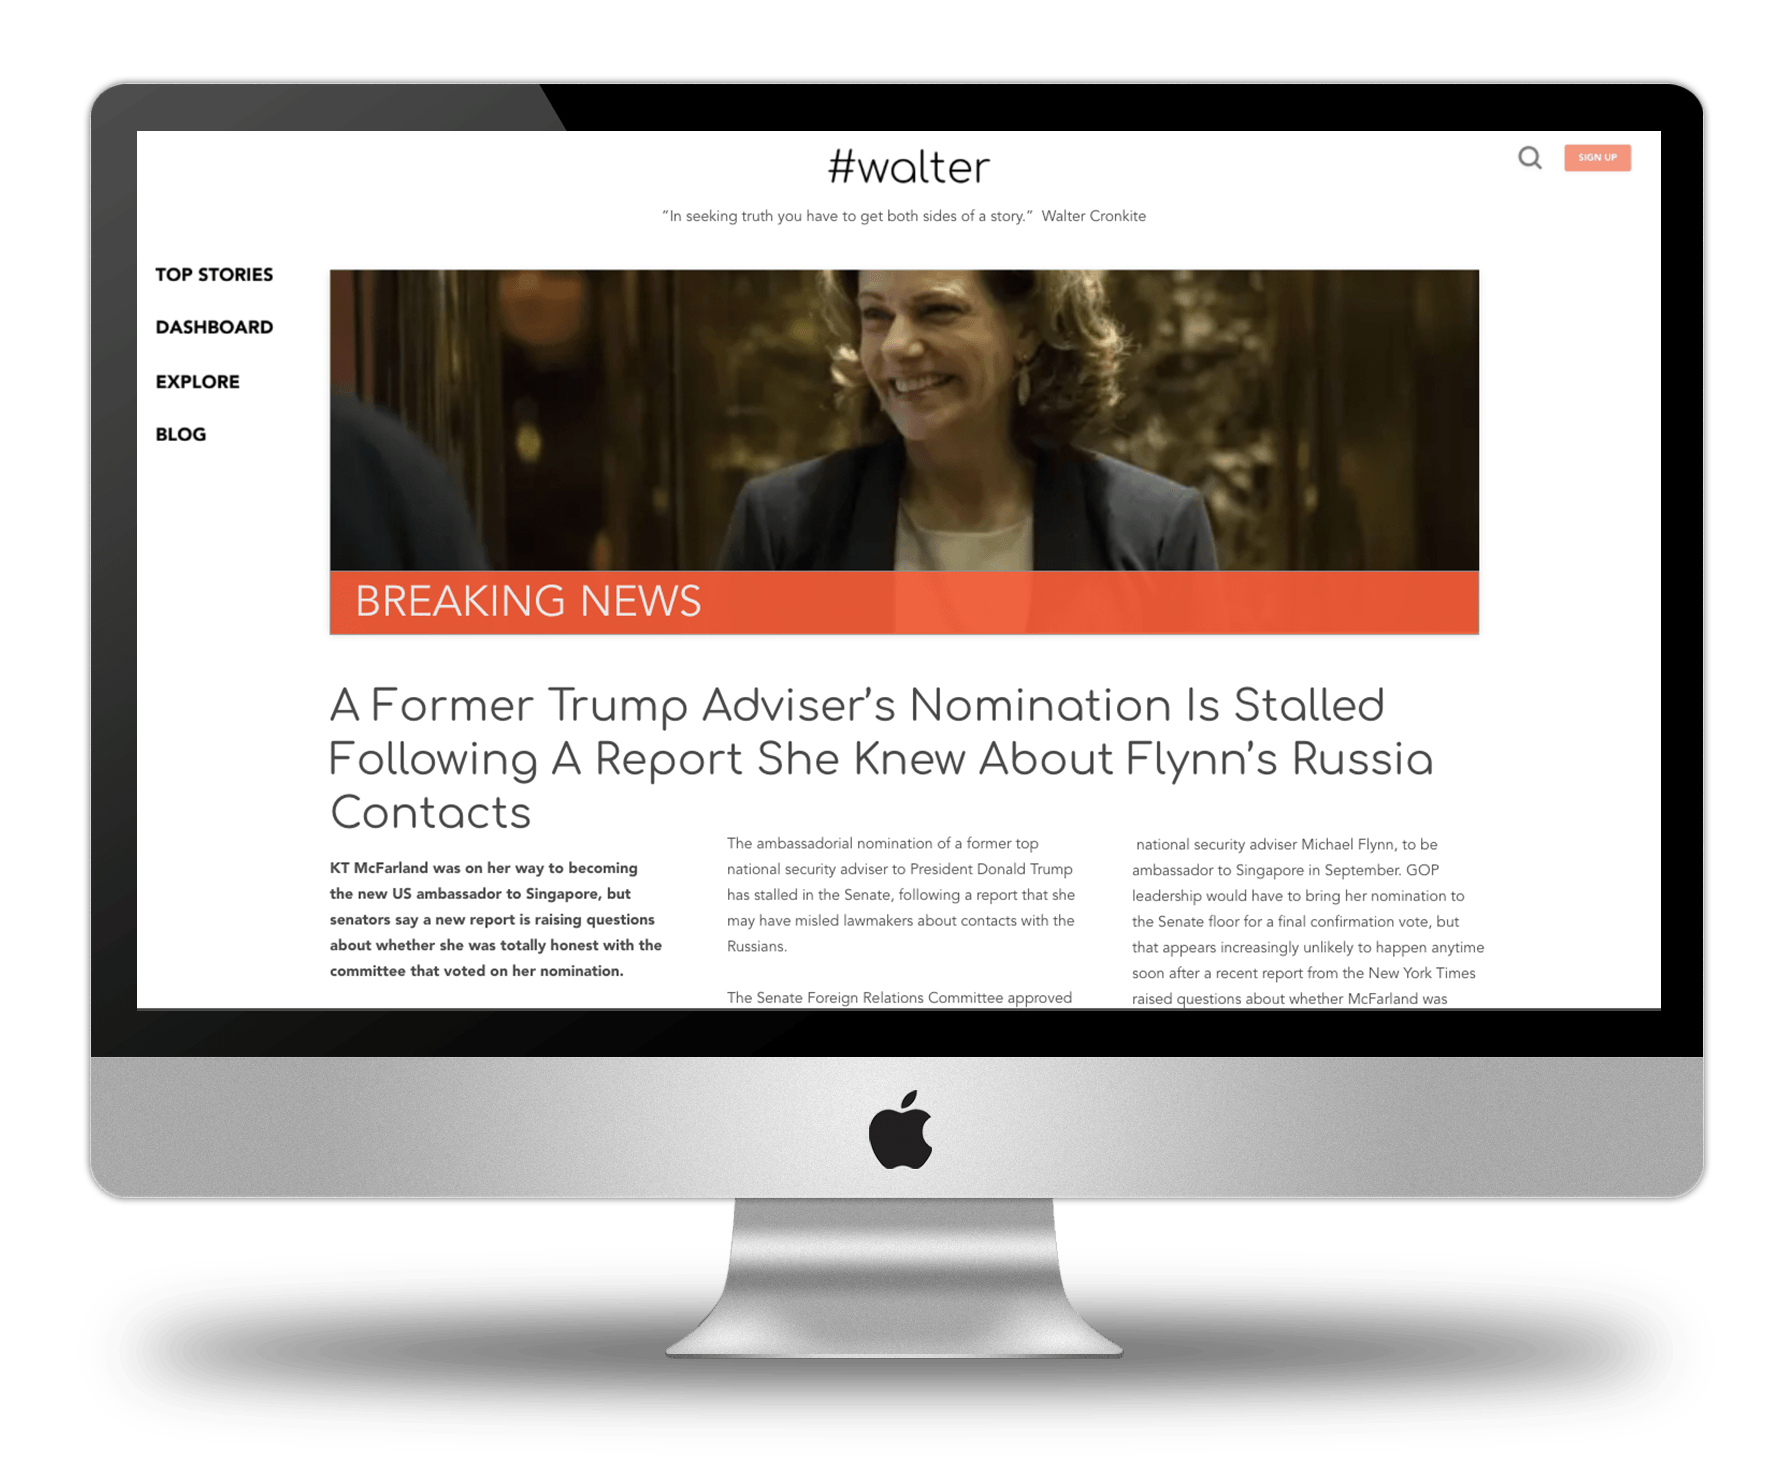 #walter
SIGN UP
“In seeking truth you have to get both sides of a story.”  Walter Cronkite
TOP STORIES
DASHBOARD
EXPLORE
BLOG
BREAKING NEWS
A Former Trump Adviser’s Nomination Is Stalled
Following A Report She Knew About Flynn’s Russia
Contacts
KT McFarland was on her way to becoming
the new US ambassador to Singapore, but
senators say a new report is raising questions
about whether she was totally honest with the
committee that voted on her nomination.
The ambassadorial nomination of a former top
national security adviser to President Donald Trump
has stalled in the Senate, following a report that she
may have misled lawmakers about contacts with the
Russians.
The Senate Foreign Relations Committee approved
national security adviser Michael Flynn, to be
ambassador to Singapore in September. GOP
leadership would have to bring her nomination to
the Senate floor for a final confirmation vote, but
that appears increasingly unlikely to happen anytime
soon after a recent report from the New York Times
raised questions about whether McFarland was